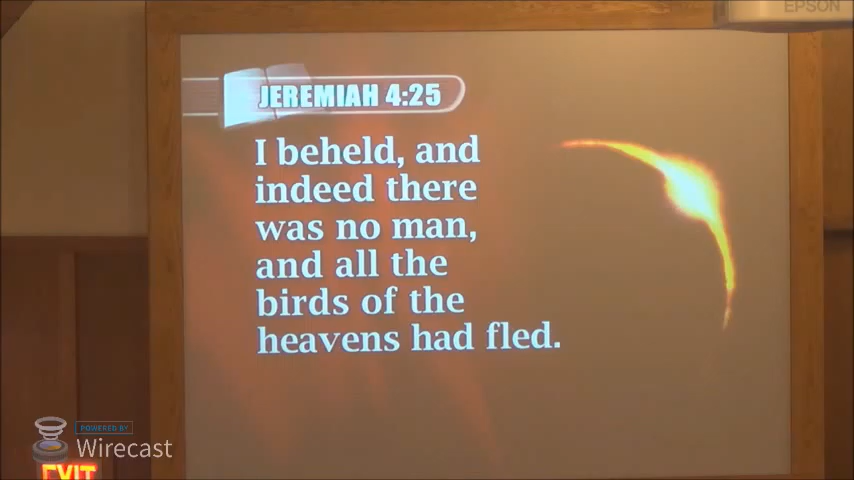 EPSON
JEREMIAH 4:25
I beheld, and
indeed there
was no man,
and all the
birds of the
heavens had fled.
POWERED BY
Wirecast
EXIT